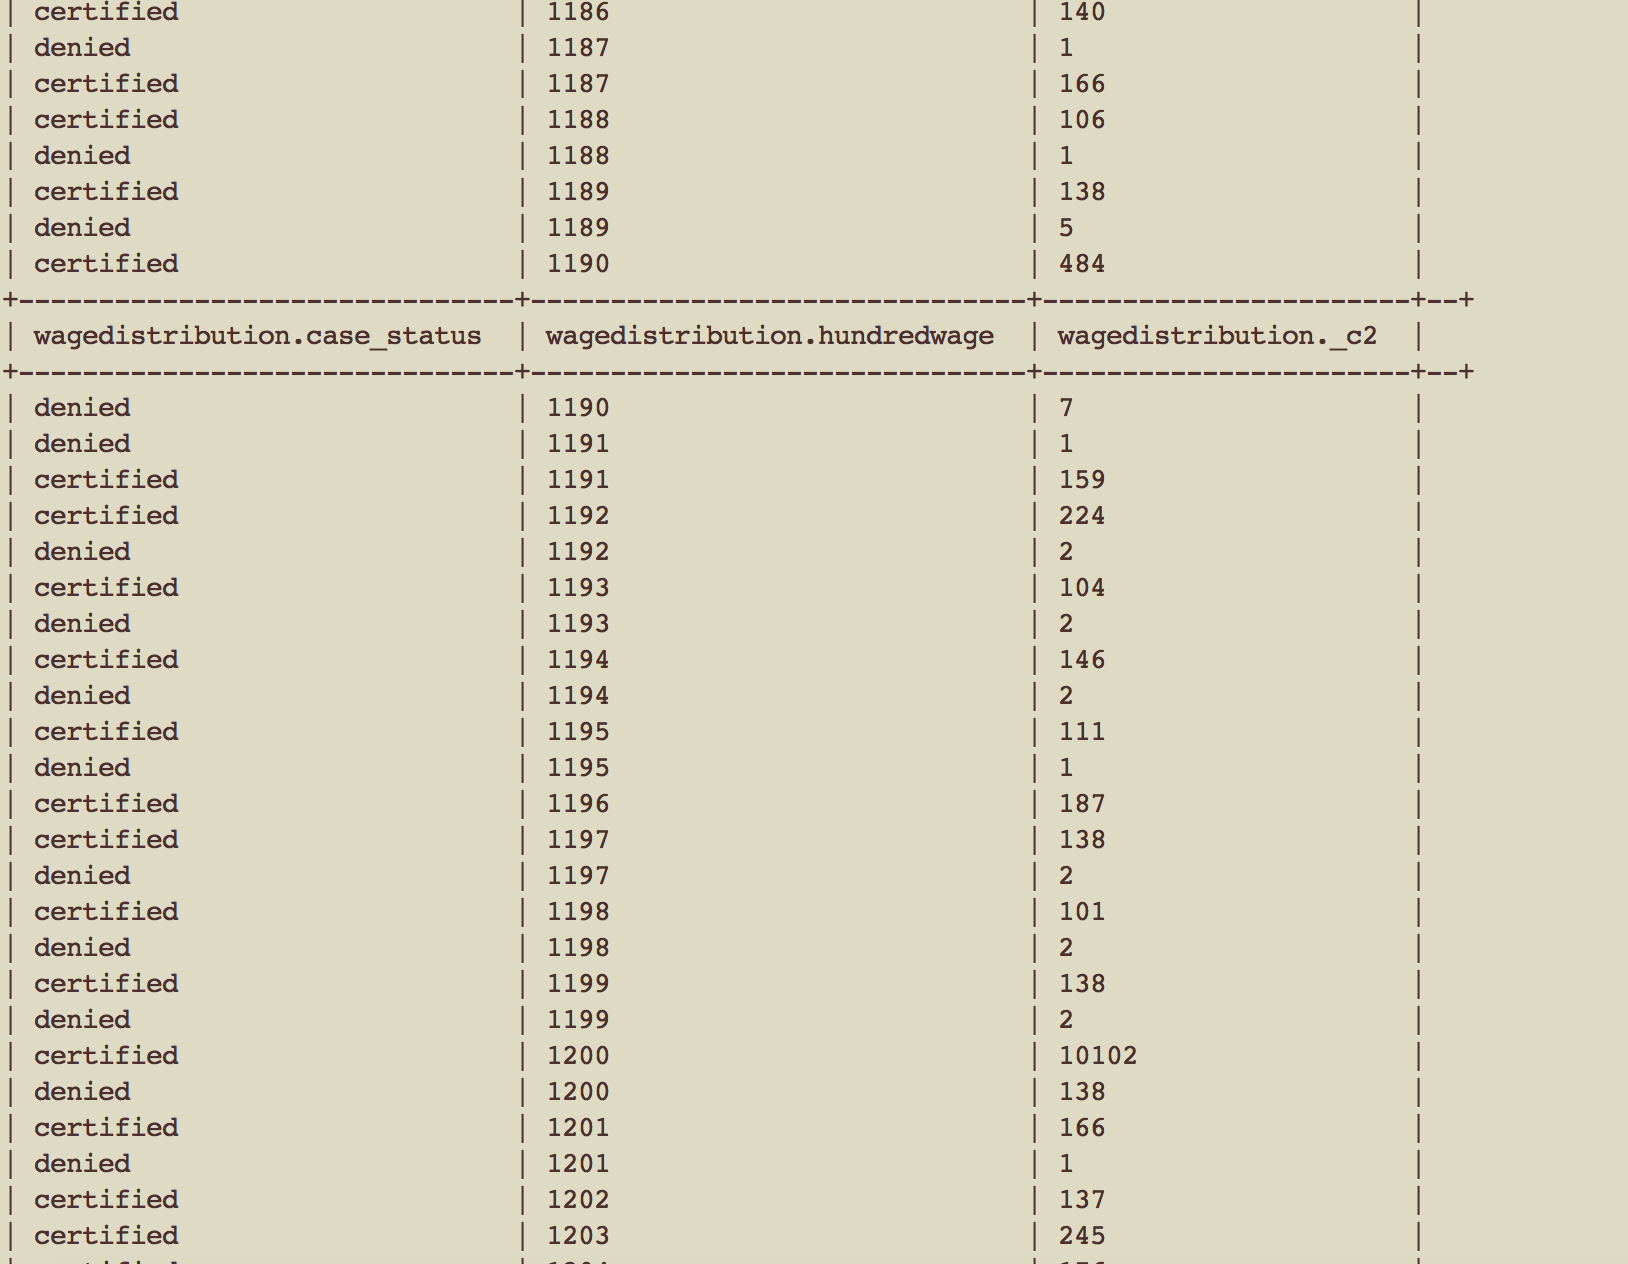 | certified | 1186 | 140 |
| denied | 1187 | 1 |
| certified | 1187 | 166 |
| certified | 1188 | 106 |
| denied | 1188 | 1 |
| certified | 1189 | 138 |
| denied | 1189 | 5 |
| certified | 1190 | 484 |
+-------------------------------+-------------------------------+-----------------------+--+
| wagedistribution.case_status | wagedistribution.hundredwage | wagedistribution._c2 |
+-------------------------------+-------------------------------+-----------------------+--+
| denied | 1190 | 7 |
| denied | 1191 | 1 |
| certified | 1191 | 159 |
| certified | 1192 | 224 |
| denied | 1192 | 2 |
| certified | 1193 | 104 |
| denied | 1193 | 2 |
| certified | 1194 | 146 |
| denied | 1194 | 2 |
| certified | 1195 | 111 |
| denied | 1195 | 1 |
| certified | 1196 | 187 |
| certified | 1197 | 138 |
| denied | 1197 | 2 |
| certified | 1198 | 101 |
| denied | 1198 | 2 |
| certified | 1199 | 138 |
| denied | 1199 | 2 |
| certified | 1200 | 10102 |
| denied | 1200 | 138 |
| certified | 1201 | 166 |
| denied | 1201 | 1 |
| certified | 1202 | 137 |
| certified | 1203 | 245 |